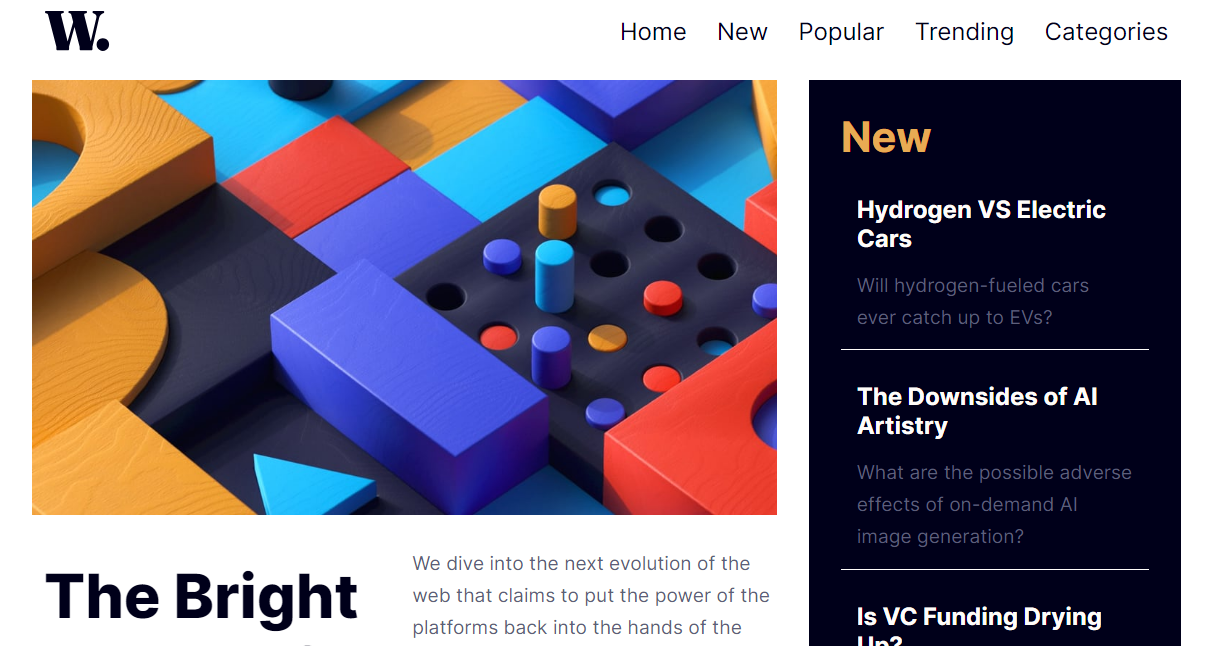 W.
Home New Popular Trending Categories
New
Hydrogen VS Electric
Cars
Will hydrogen-fueled cars
ever catch up to EVs?
The Downsides of AI
Artistry
What are the possible adverse
effects of on-demand AI
image generation?
Is VC Funding Drying
Up?
The Bright
We dive into the next evolution of the
web that claims to put the power of the
platforms back into the hands of the